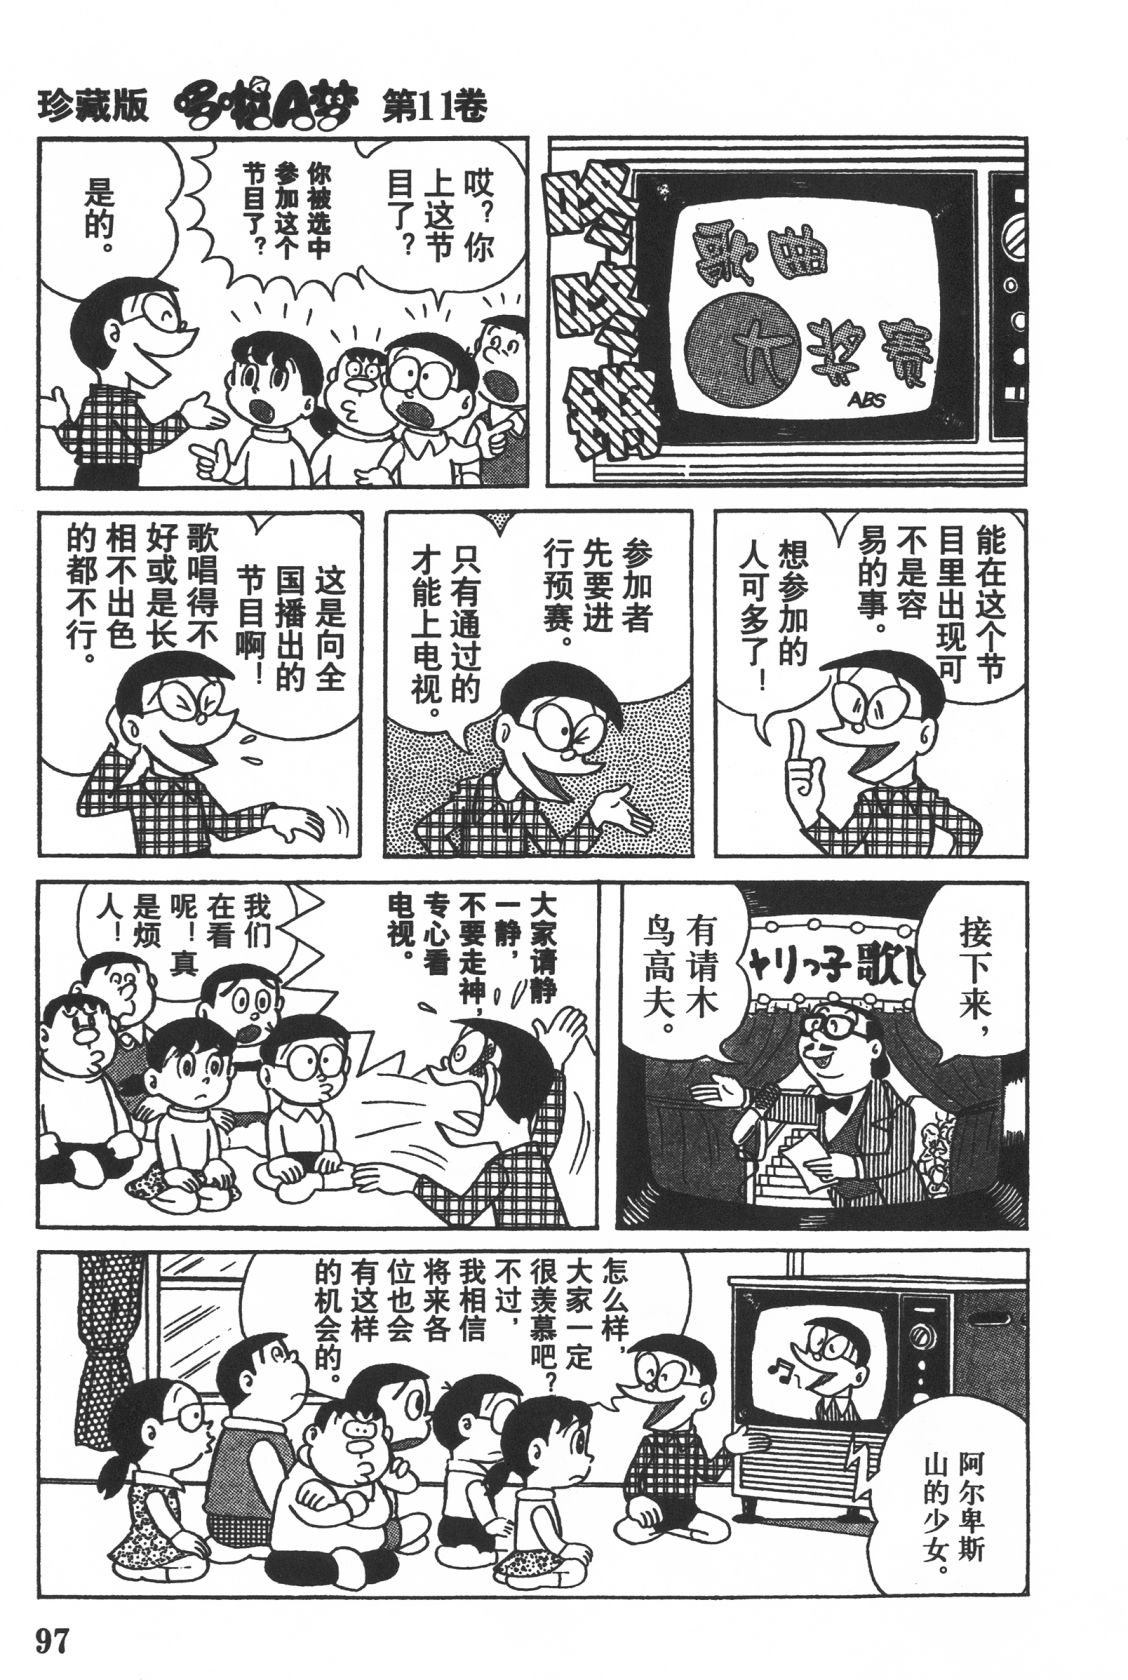 珍藏版 哆啦A梦 第11卷
咚
咚
锵
歌曲
大奖赛
ABS
哎？你
上这节
目了？
你被选中
参加这个
节目了？
是的。
能在这个节
目里出现可
不是容
易的事。
想参加的
人可多了！
参加者
先要进
行预赛。
只有通过的
才能上电视。
这是向全
国播出的
节目啊！
歌唱得不
好或是长
相不出色
的都不行。
接下来，
有请木
鸟高夫。
ャリっ子歌
大家请静
一静，
不要走神，
专心看
电视。
我们
在看
呢！真
是烦
人！
怎么样，
大家一定
很羡慕吧？
不过，
我相信
将来各
位也会
有这样
的机会的。
阿尔卑斯
山的少女。
97